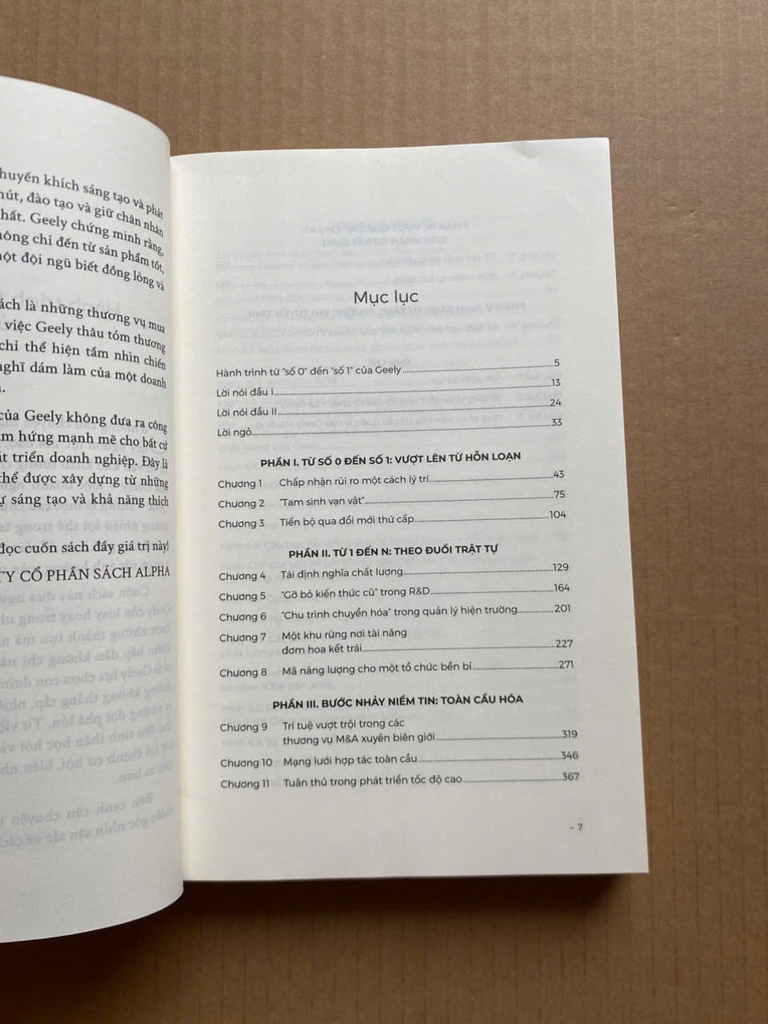 huyến khích sáng tạo và phát
hút, đào tạo và giữ chân nhân
hất. Geely chứng minh rằng,
ông chỉ đến từ sản phẩm tốt,
một đội ngũ biết đồng lòng và
ách là những thương vụ mua
việc Geely thâu tóm thương
chỉ thể hiện tầm nhìn chiến
nghĩ dám làm của một doanh
của Geely không đưa ra công
m hứng mạnh mẽ cho bất cứ
át triển doanh nghiệp. Đây là
thể được xây dựng từ những
ự sáng tạo và khả năng thích
đọc cuốn sách đầy giá trị này!
TY CỔ PHẦN SÁCH ALPHA
Mục lục
Hành trình từ "số 0" đến "số 1" của Geely 5
Lời nói đầu I 13
Lời nói đầu II 24
Lời ngỏ 33
PHẦN I. TỪ SỐ 0 ĐẾN SỐ 1: VƯỢT LÊN TỪ HỖN LOẠN
Chương 1 Chấp nhận rủi ro một cách lý trí 43
Chương 2 "Tam sinh vạn vật" 75
Chương 3 Tiến bộ qua đổi mới thứ cấp 104
PHẦN II. TỪ 1 ĐẾN N: THEO ĐUỔI TRẬT TỰ
Chương 4 Tái định nghĩa chất lượng 129
Chương 5 "Gỡ bỏ kiến thức cũ" trong R&D 164
Chương 6 "Chu trình chuyển hóa" trong quản lý hiện trường 201
Chương 7 Một khu rừng nơi tài năng
đơm hoa kết trái 227
Chương 8 Mã năng lượng cho một tổ chức bền bỉ 271
PHẦN III. BƯỚC NHẢY NIỀM TIN: TOÀN CẦU HÓA
Chương 9 Trí tuệ vượt trội trong các
thương vụ M&A xuyên biên giới 319
Chương 10 Mạng lưới hợp tác toàn cầu 346
Chương 11 Tuân thủ trong phát triển tốc độ cao 367
- 7